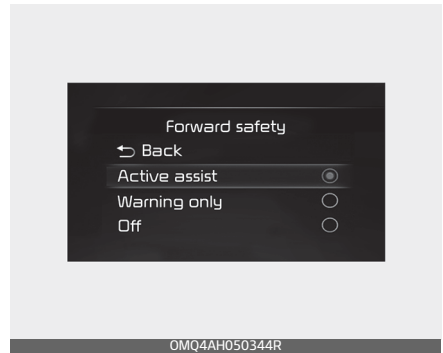 Forward safety
Back
Active assist
Warning only
Off
OMQ4AH050344R